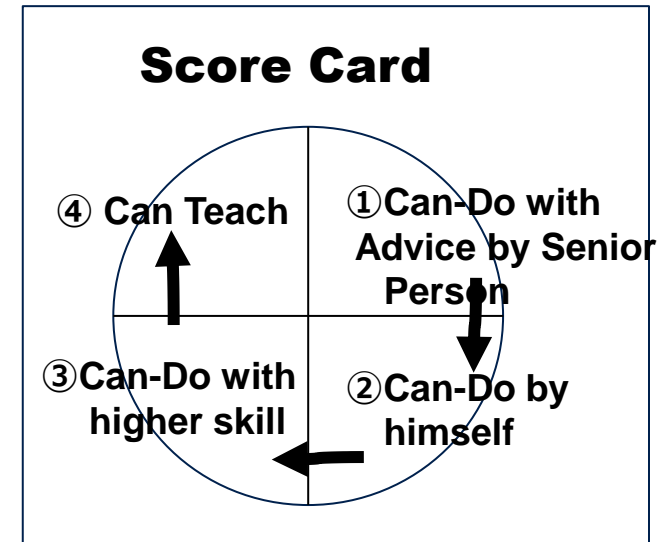 Score Card
①Can-Do with
Advice by Senior
Person
②Can-Do by
himself
③Can-Do with
higher skill
④ Can Teach